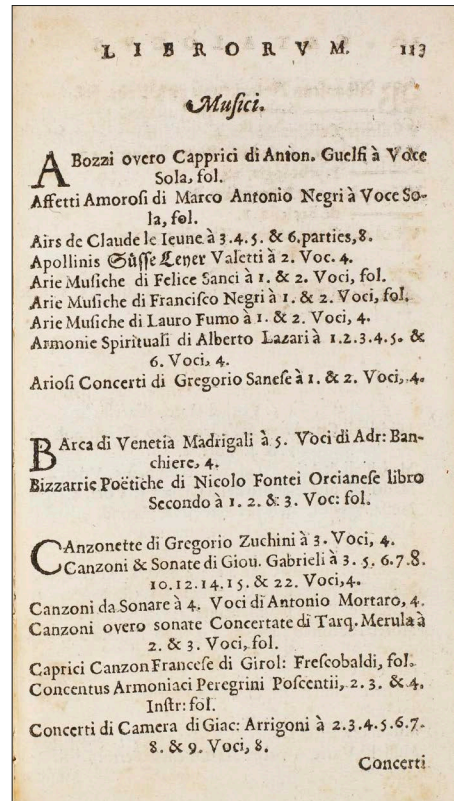 LIBRORVM. 113
Musici.
ABozzi overo Capprici di Anton. Guelfi à Voce
Sola, fol.
Affetti Amorosi di Marco Antonio Negri à Voce So-
la, fol.
Airs de Claude le Ieune à 3.4.5. & 6.parties, 8.
Apollinis Süsse Leyer Valetti à 2. Voc. 4.
Arie Musiche di Felice Sanci à 1. & 2. Voci, fol.
Arie Musiche di Francisco Negri à 1. & 2. Voci, fol.
Arie Musiche di Lauro Fumo à 1. & 2. Voci, 4.
Armonie Spirituali di Alberto Lazari à 1.2.3.4.5. &
6. Voci, 4.
Ariosi Concerti di Gregorio Sanese à 1. & 2. Voci, 4.
BArca di Venetia Madrigali à 5. Voci di Adr: Ban-
chiere, 4.
Bizzarrie Poëtiche di Nicolo Fontei Orcianese libro
Secondo à 1. 2. & 3. Voc: fol.
CAnzonette di Gregorio Zuchini à 3. Voci, 4.
Canzoni & Sonate di Giou. Gabrieli à 3. 5. 6.7.8.
10.12.14.15. & 22. Voci,4.
Canzoni da Sonare à 4. Voci di Antonio Mortaro, 4.
Canzoni overo sonate Concertate di Tarq. Merula à
2. & 3. Voci, fol.
Caprici Canzon Francese di Girol: Frescobaldi, fol.
Concentus Armoniaci Peregrini Poscentii, 2.3. & 4.
Instr: fol.
Concerti di Camera di Giac: Arrigoni à 2.3.4.5.6.7.
8. & 9. Voci, 8.
Concerti